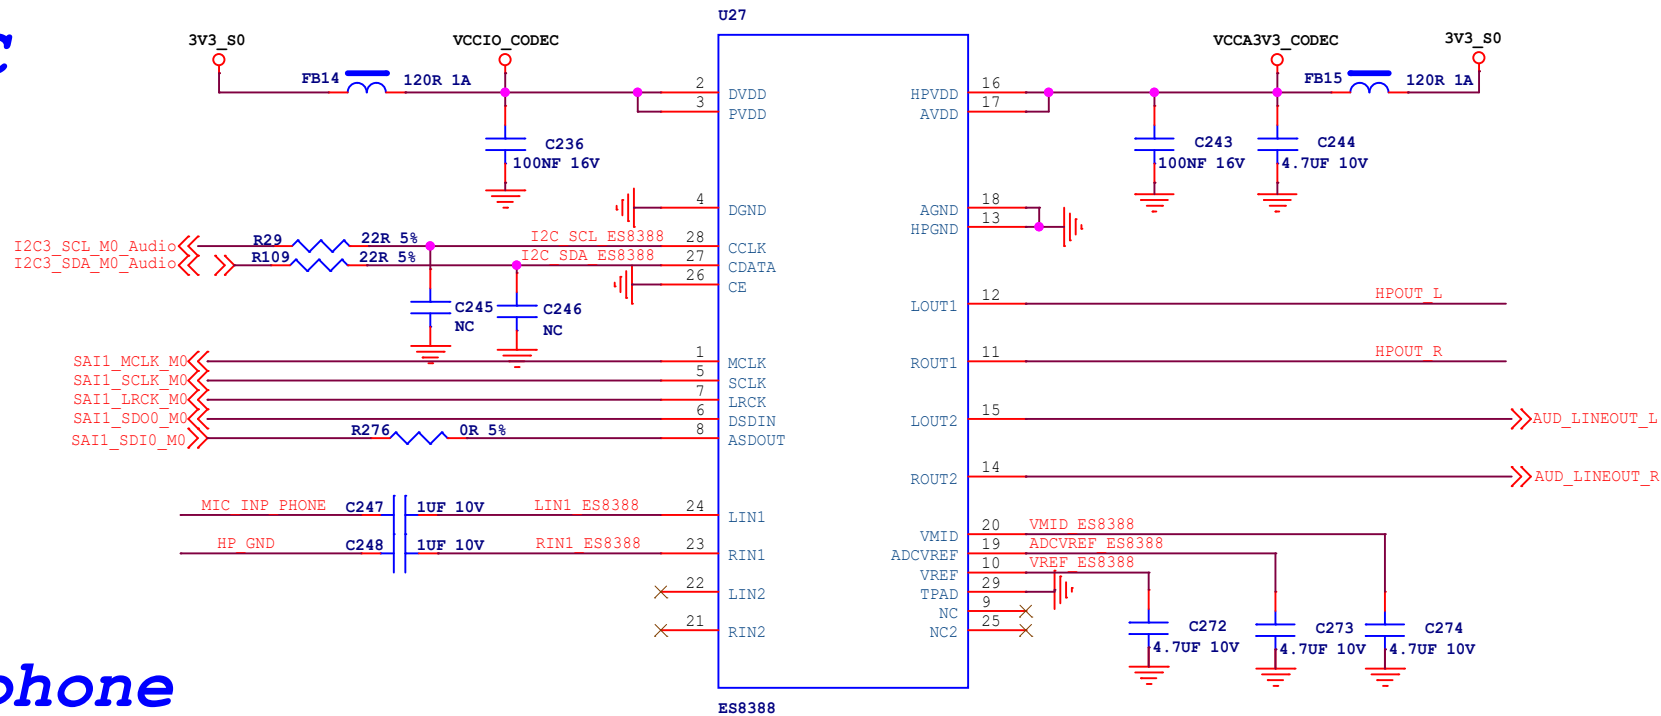 U27
3V3_S0
VCCIO_CODEC
VCCA3V3_CODEC
3V3_S0
FB14
120R 1A
2
DVDD
3
PVDD
16
HPVDD
17
AVDD
FB15
120R 1A
C236
100NF 16V
C243
100NF 16V
C244
4.7UF 10V
4
DGND
18
AGND
13
HPGND
I2C3_SCL_M0_Audio
R29
22R 5%
I2C_SCL_ES8388
28
CCLK
I2C3_SDA_M0_Audio
R109
22R 5%
I2C_SDA_ES8388
27
CDATA
26
CE
C245
NC
C246
NC
12
LOUT1
HPOUT_L
SAI1_MCLK_M0
1
MCLK
11
ROUT1
HPOUT_R
SAI1_SCLK_M0
5
SCLK
SAI1_LRCK_M0
7
LRCK
SAI1_SDO0_M0
6
DSDIN
15
LOUT2
AUD_LINEOUT_L
SAI1_SDI0_M0
R276
0R 5%
8
ASDOUT
14
ROUT2
AUD_LINEOUT_R
MIC_INP_PHONE
C247
1UF 10V
LIN1_ES8388
24
LIN1
HP_GND
C248
1UF 10V
RIN1_ES8388
23
RIN1
22
LIN2
21
RIN2
20
VMID
VMID_ES8388
19
ADCVREF
ADCVREF_ES8388
10
VREF
VREF_ES8388
29
TPAD
9
NC
25
NC2
C272
4.7UF 10V
C273
4.7UF 10V
C274
4.7UF 10V
phone
ES8388